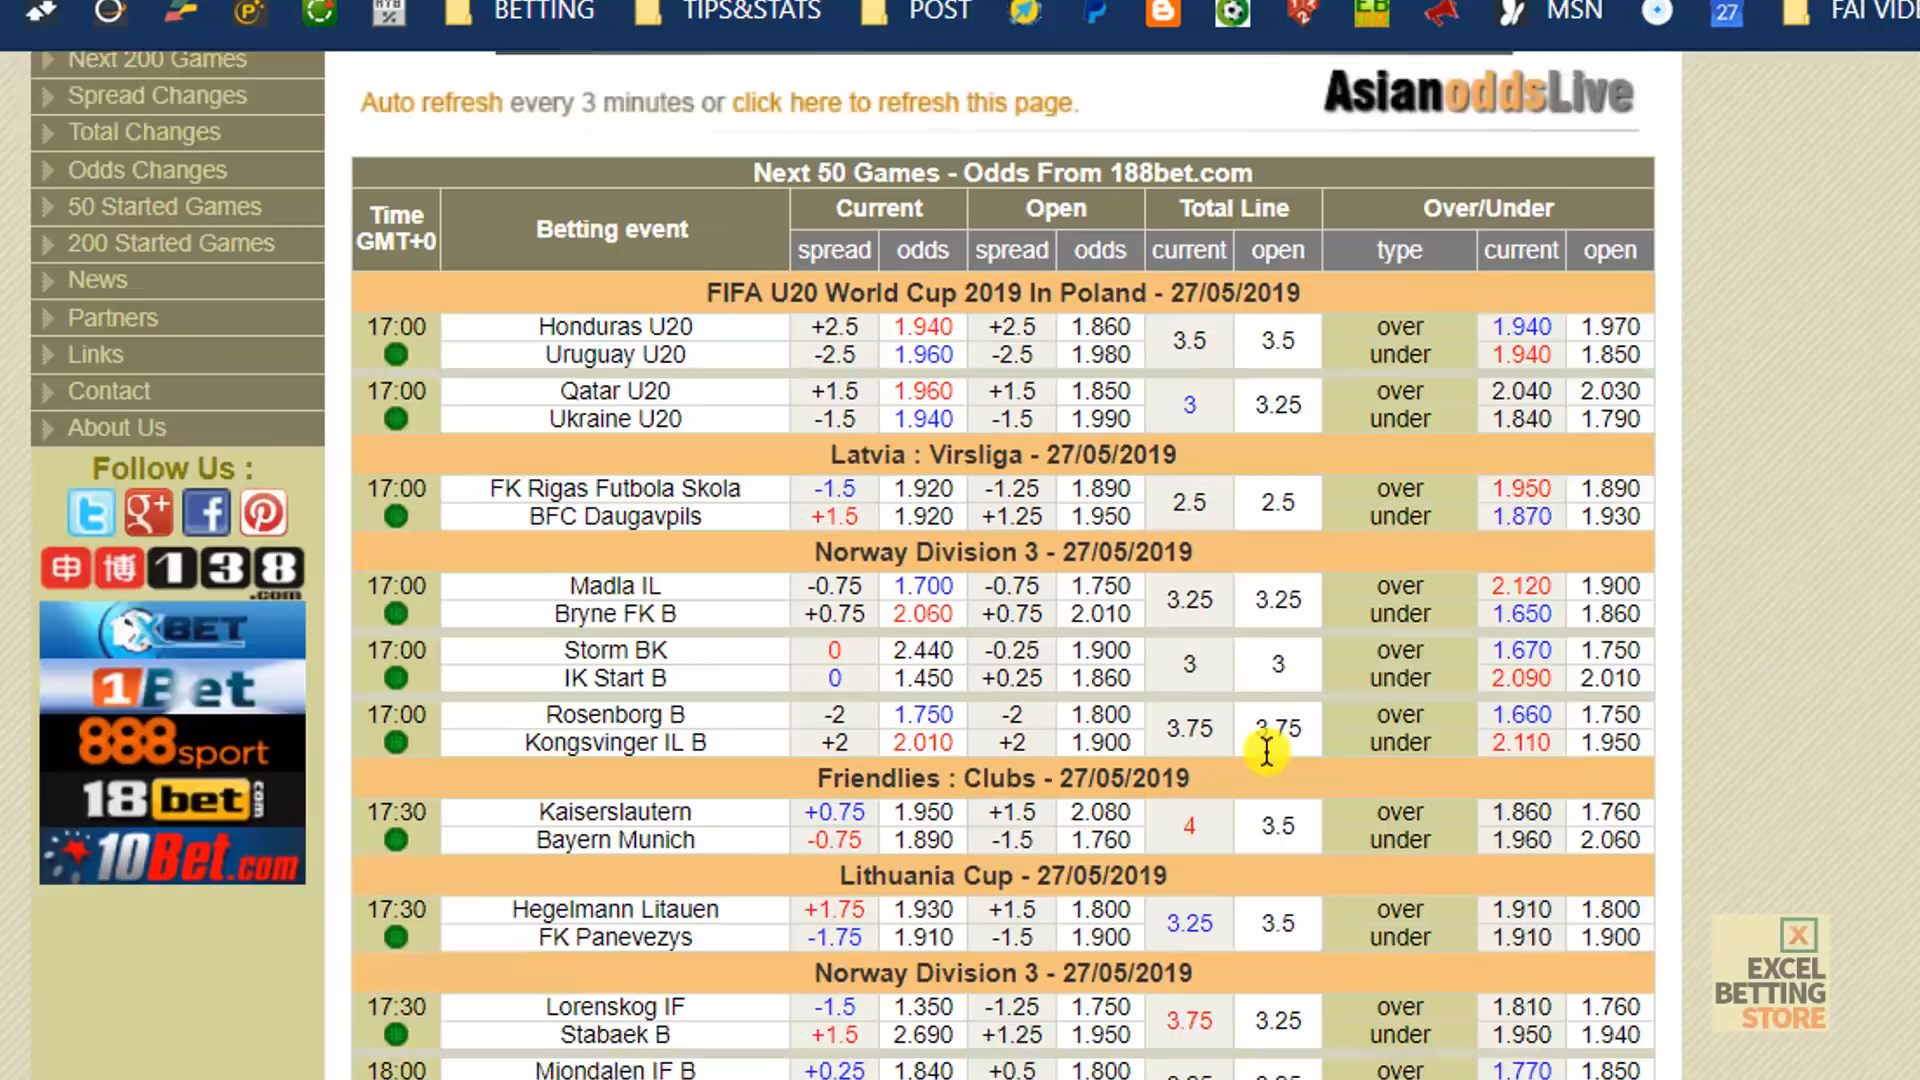 BETTING TIPS&STATS POST MSN 27 FAI VIDE
Next 200 Games
Spread Changes
Total Changes
Odds Changes
50 Started Games
200 Started Games
News
Partners
Links
Contact
About Us
Follow Us :
申博138
.com
XBET
1Bet
888sport
18bet.com
10Bet.com
Auto refresh every 3 minutes or click here to refresh this page.
AsianoddsLive
Next 50 Games - Odds From 188bet.com
Time GMT+0 Betting event Current Open Total Line Over/Under
spread odds spread odds current open type current open
FIFA U20 World Cup 2019 In Poland - 27/05/2019
17:00 Honduras U20 +2.5 1.940 +2.5 1.860 3.5 3.5 over 1.940 1.970
Uruguay U20 -2.5 1.960 -2.5 1.980 under 1.940 1.850
17:00 Qatar U20 +1.5 1.960 +1.5 1.850 3 3.25 over 2.040 2.030
Ukraine U20 -1.5 1.940 -1.5 1.990 under 1.840 1.790
Latvia : Virsliga - 27/05/2019
17:00 FK Rigas Futbola Skola -1.5 1.920 -1.25 1.890 2.5 2.5 over 1.950 1.890
BFC Daugavpils +1.5 1.920 +1.25 1.950 under 1.870 1.930
Norway Division 3 - 27/05/2019
17:00 Madla IL -0.75 1.700 -0.75 1.750 3.25 3.25 over 2.120 1.900
Bryne FK B +0.75 2.060 +0.75 2.010 under 1.650 1.860
17:00 Storm BK 0 2.440 -0.25 1.900 3 3 over 1.670 1.750
IK Start B 0 1.450 +0.25 1.860 under 2.090 2.010
17:00 Rosenborg B -2 1.750 -2 1.800 3.75 3.75 over 1.660 1.750
Kongsvinger IL B +2 2.010 +2 1.900 under 2.110 1.950
Friendlies : Clubs - 27/05/2019
17:30 Kaiserslautern +0.75 1.950 +1.5 2.080 4 3.5 over 1.860 1.760
Bayern Munich -0.75 1.890 -1.5 1.760 under 1.960 2.060
Lithuania Cup - 27/05/2019
17:30 Hegelmann Litauen +1.75 1.930 +1.5 1.800 3.25 3.5 over 1.910 1.800
FK Panevezys -1.75 1.910 -1.5 1.900 under 1.910 1.900
Norway Division 3 - 27/05/2019
17:30 Lorenskog IF -1.5 1.350 -1.25 1.750 3.75 3.25 over 1.810 1.760
Stabaek B +1.5 2.690 +1.25 1.950 under 1.950 1.940
18:00 Mjondalen IF B +0.25 1.840 +0.5 1.800 over 1.770 1.850
X
EXCEL
BETTING
STORE